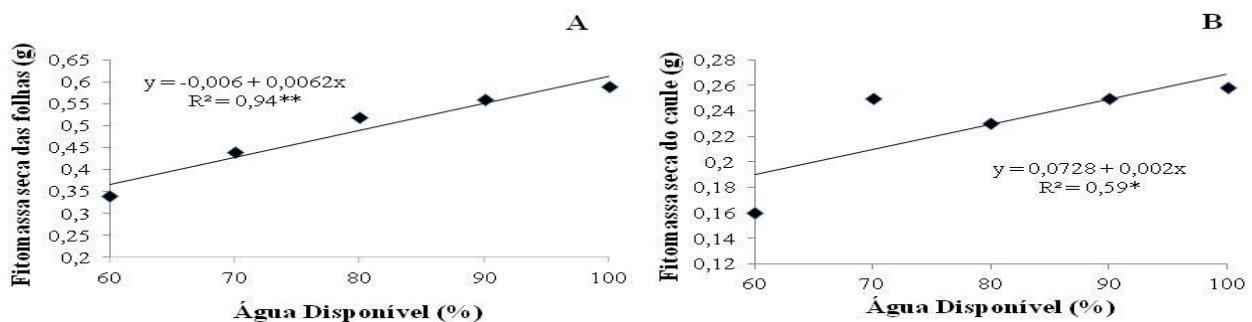 A
Fitomassa seca das folhas (g)
0,65
0,6
0,55
0,5
0,45
0,4
0,35
0,3
0,25
0,2
y = -0,006 + 0,0062x
R² = 0,94**
60 70 80 90 100
Água Disponível (%)
B
Fitomassa seca do caule (g)
0,28
0,26
0,24
0,22
0,2
0,18
0,16
0,14
0,12
y = 0,0728 + 0,002x
R² = 0,59*
60 70 80 90 100
Água Disponível (%)